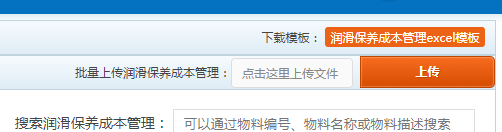 下载模板： 润滑保养成本管理excel模板
批量上传润滑保养成本管理： 点击这里上传文件 上传
搜索润滑保养成本管理： 可以通过物料编号、物料名称或物料描述搜索